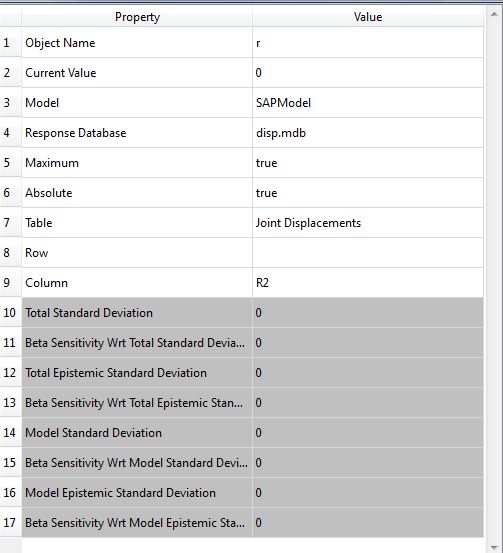 Property Value
1 Object Name r
2 Current Value 0
3 Model SAPModel
4 Response Database disp.mdb
5 Maximum true
6 Absolute true
7 Table Joint Displacements
8 Row
9 Column R2
10 Total Standard Deviation 0
11 Beta Sensitivity Wrt Total Standard Devia... 0
12 Total Epistemic Standard Deviation 0
13 Beta Sensitivity Wrt Total Epistemic Stan... 0
14 Model Standard Deviation 0
15 Beta Sensitivity Wrt Model Standard Devi... 0
16 Model Epistemic Standard Deviation 0
17 Beta Sensitivity Wrt Model Epistemic Sta... 0